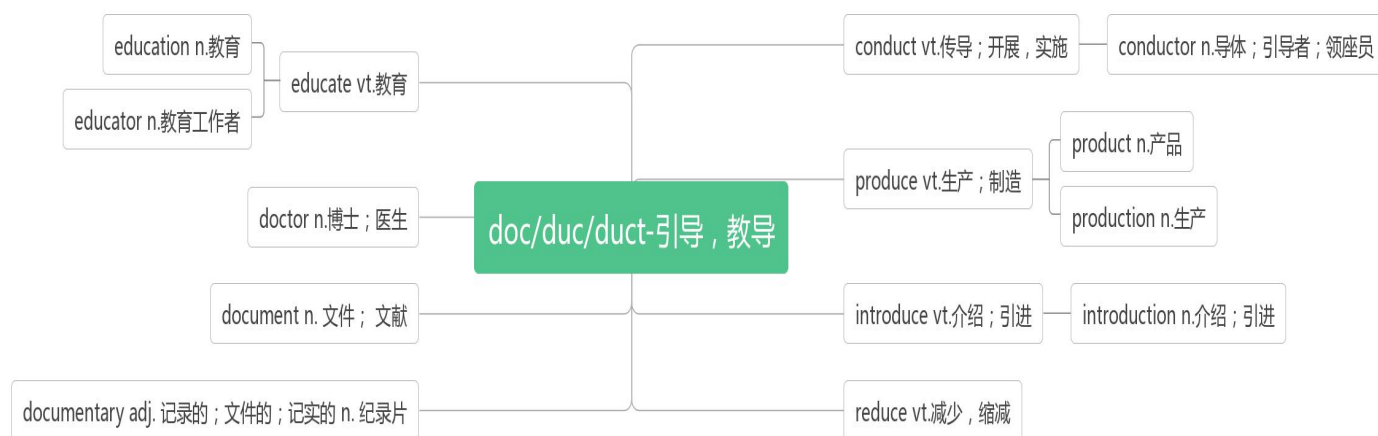 education n.教育
educator n.教育工作者
educate vt.教育
doctor n.博士；医生
document n. 文件； 文献
documentary adj. 记录的；文件的；记实的 n. 纪录片
doc/duc/duct-引导，教导
conduct vt.传导；开展，实施
conductor n.导体；引导者；领座员
produce vt.生产；制造
product n.产品
production n.生产
introduce vt.介绍；引进
introduction n.介绍；引进
reduce vt.减少，缩减